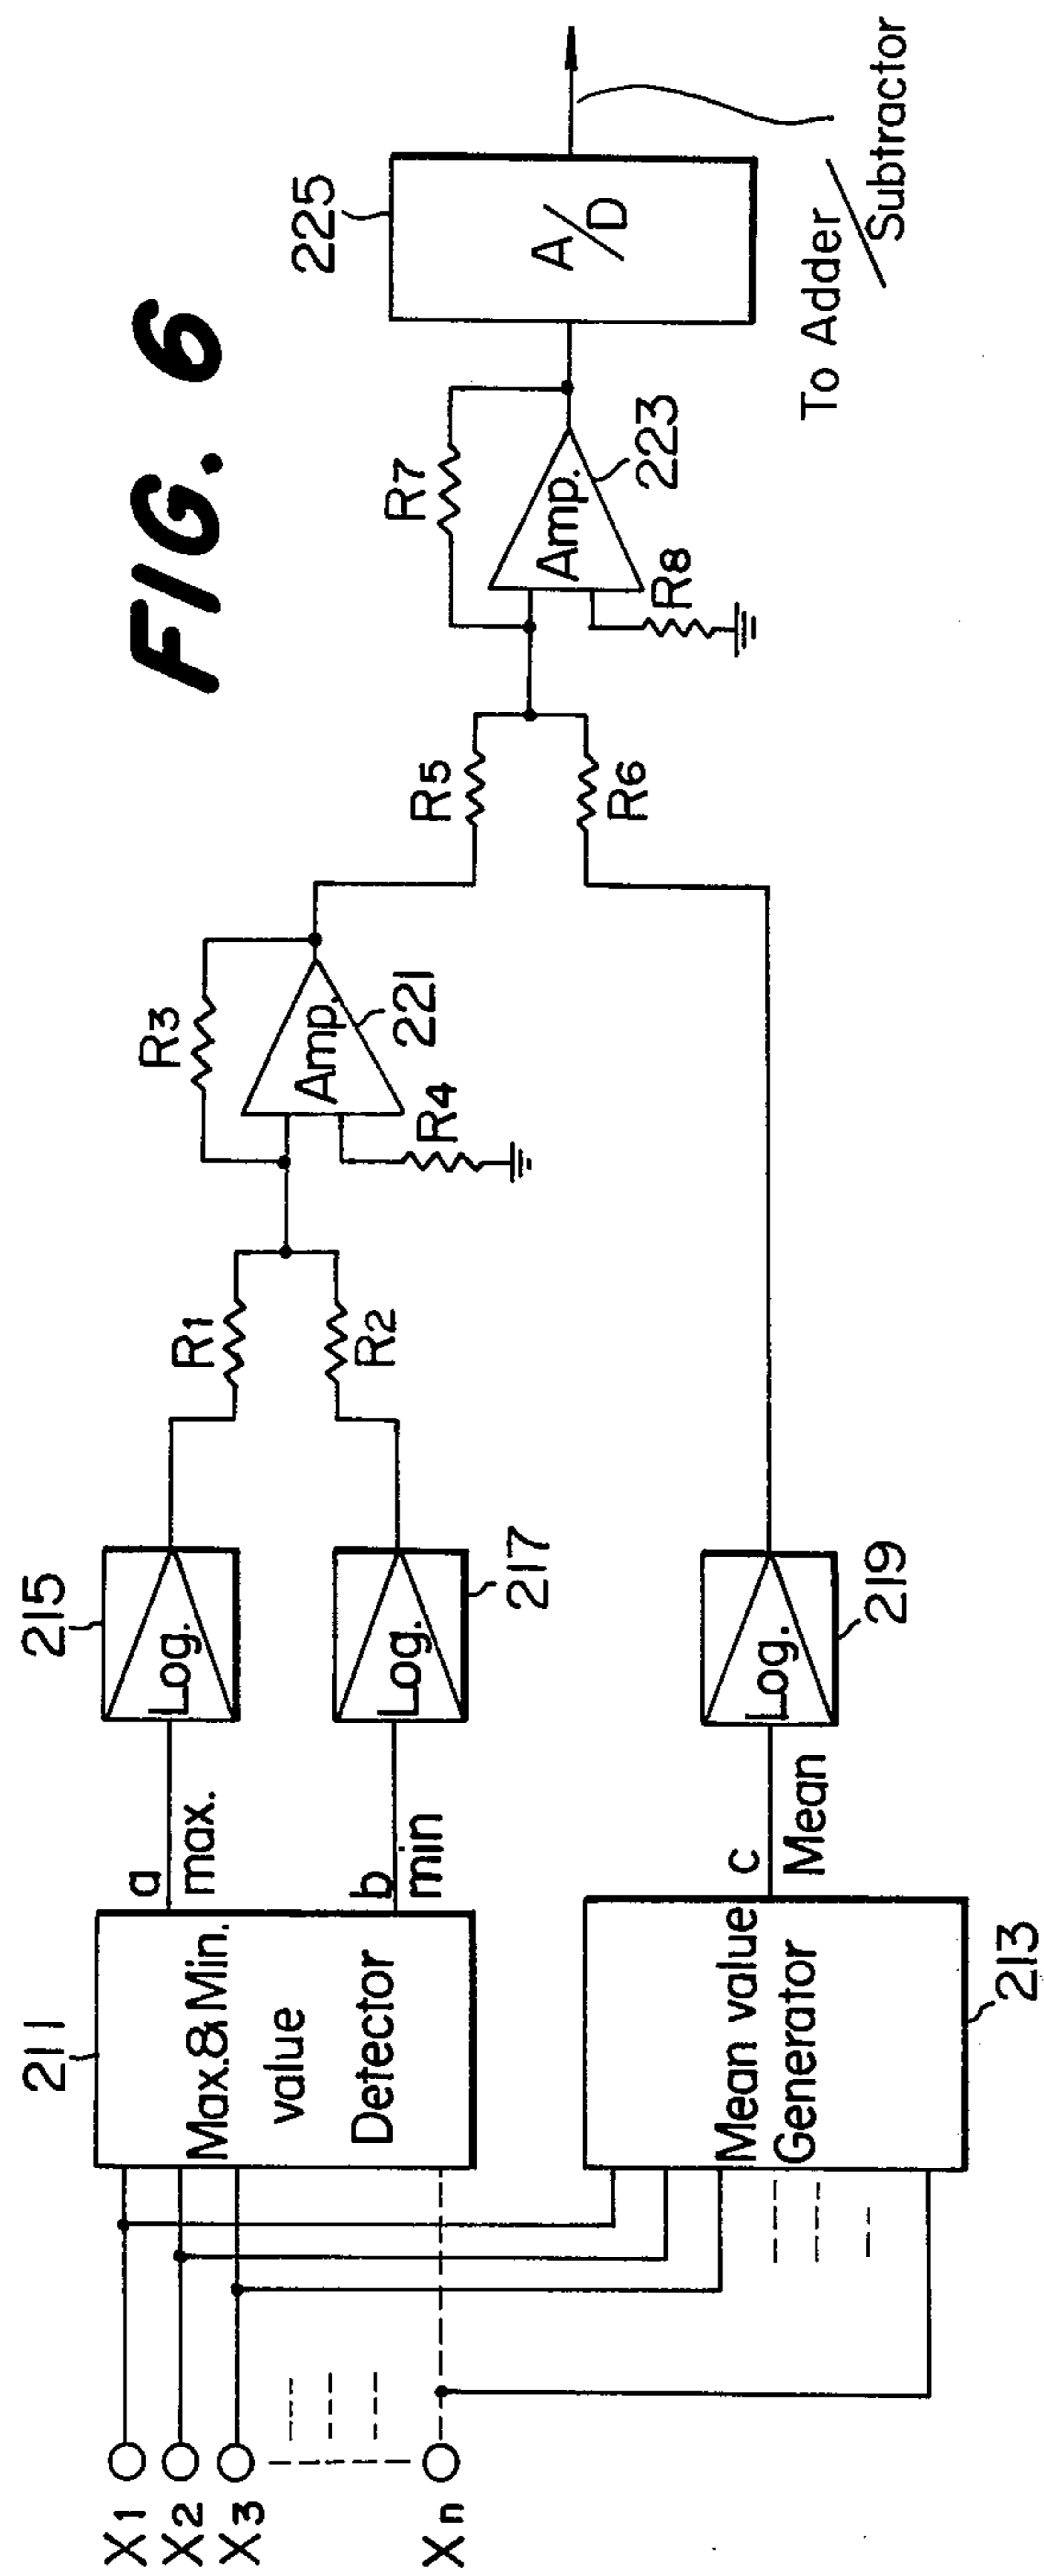 FIG. 6
X1
X2
X3
Xn
211
Max.&Min.
value
Detector
a
max.
b
min
213
Mean value
Generator
c
Mean
215
Log.
217
Log.
219
Log.
R1
R2
R3
Amp.
221
R4
R5
R6
R7
Amp.
223
R8
225
A/D
To Adder
/Subtractor